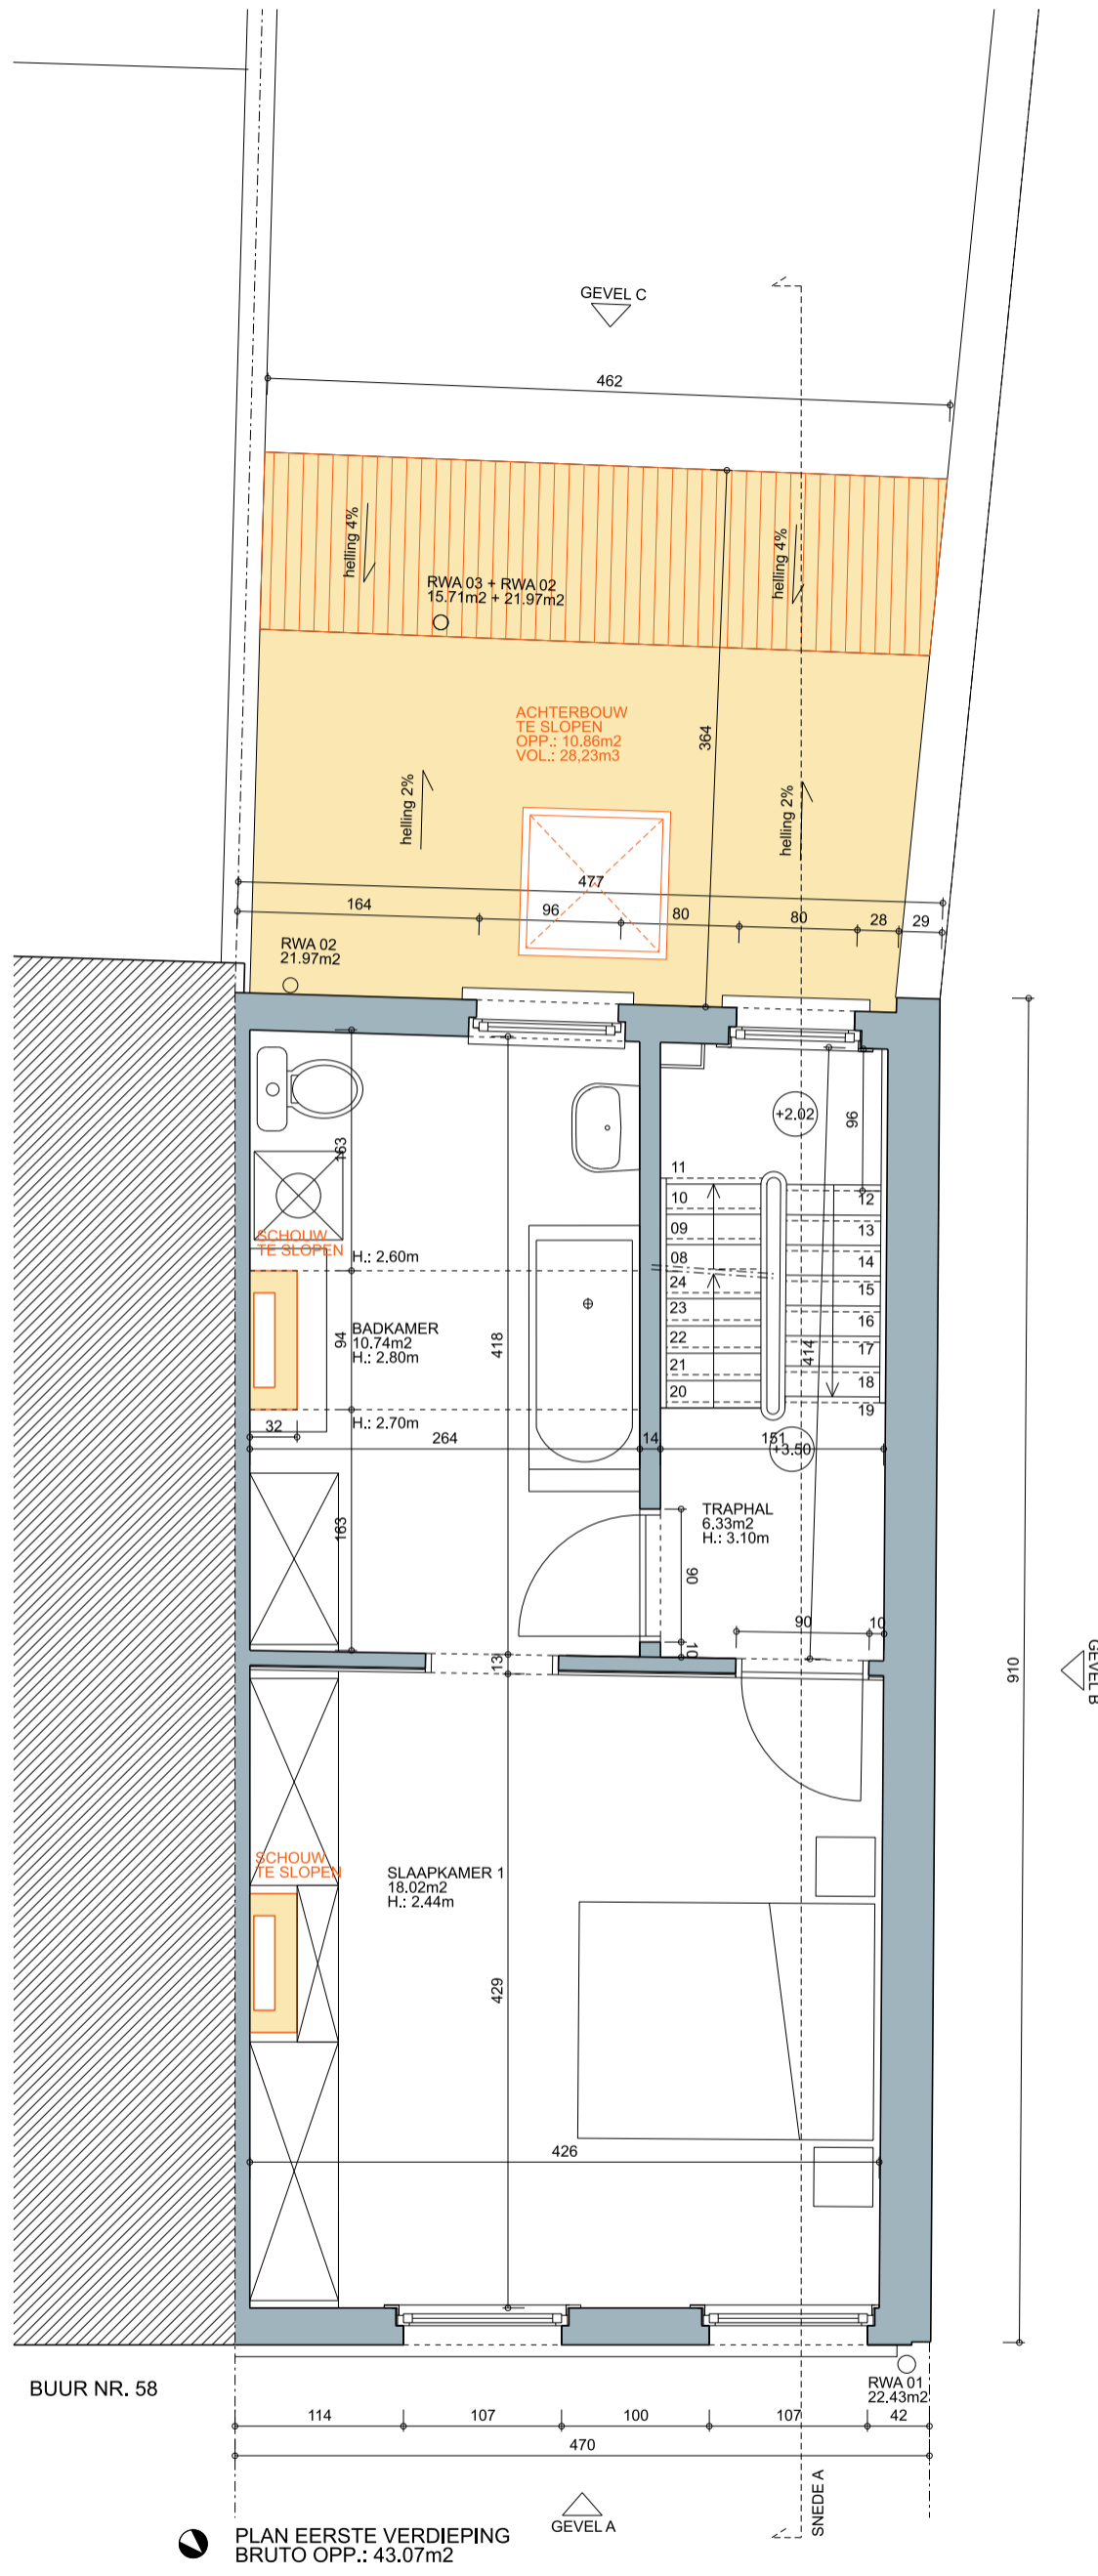 GEVEL C
462
helling 4%
helling 4%
RWA 03 + RWA 02
15.71m2 + 21.97m2
ACHTERBOUW
TE SLOPEN
OPP.: 10.86m2
VOL.: 28,23m3
364
helling 2%
helling 2%
477
164
96
80
80
28
29
RWA 02
21.97m2
+2.02
96
163
11
10
09
08
24
23
22
21
20
12
13
14
15
16
17
18
19
SCHOUW
TE SLOPEN
H.: 2.60m
94
BADKAMER
10.74m2
H.: 2.80m
418
414
H.: 2.70m
32
264
14
151
+3.50
163
TRAPHAL
6.33m2
H.: 3.10m
90
90
10
10
13
910
GEVEL B
SCHOUW
TE SLOPEN
SLAAPKAMER 1
18.02m2
H.: 2.44m
429
426
BUUR NR. 58
RWA 01
22.43m2
114
107
100
107
42
470
SNEDE A
GEVEL A
PLAN EERSTE VERDIEPING
BRUTO OPP.: 43.07m2